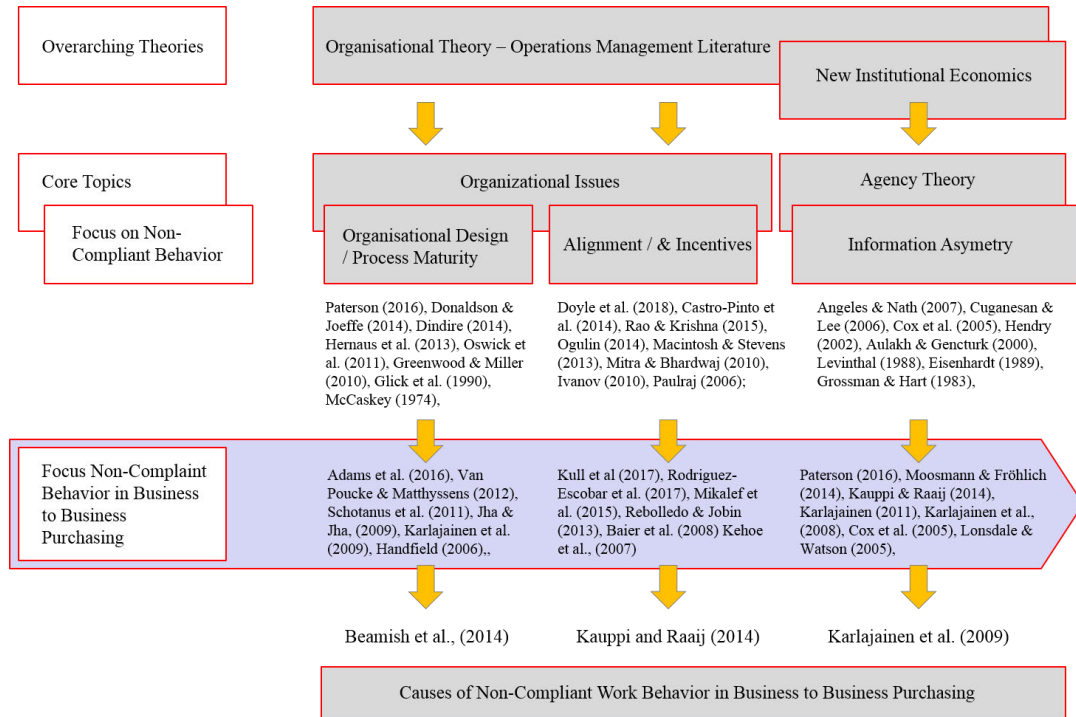 Overarching Theories
Organisational Theory – Operations Management Literature
New Institutional Economics
Core Topics
Organizational Issues
Agency Theory
Focus on Non-
Compliant Behavior
Organisational Design
/ Process Maturity
Alignment / & Incentives
Information Asymetry
Paterson (2016), Donaldson &
Joeffe (2014), Dindire (2014),
Hernaus et al. (2013), Oswick
et al. (2011), Greenwood & Miller
(2010), Glick et al. (1990),
McCaskey (1974),
Doyle et al. (2018), Castro-Pinto
et al. (2014), Rao & Krishna (2015),
Ogulin (2014), Macintosh & Stevens
(2013), Mitra & Bhardwaj (2010),
Ivanov (2010), Paulraj (2006);
Angeles & Nath (2007), Cuganesan &
Lee (2006), Cox et al. (2005), Hendry
(2002), Aulakh & Gencturk (2000),
Levinthal (1988), Eisenhardt (1989),
Grossman & Hart (1983),
Focus Non-Complaint
Behavior in Business
to Business
Purchasing
Adams et al. (2016), Van
Poucke & Matthyssens (2012),
Schotanus et al. (2011), Jha &
Jha, (2009), Karlajainen et al.
(2009), Handfield (2006),,
Kull et al (2017), Rodriguez-
Escobar et al. (2017), Mikalef
et al. (2015), Rebolledo & Jobin
(2013), Baier et al. (2008) Kehoe
et al., (2007)
Paterson (2016), Moosmann & Fröhlich
(2014), Kauppi & Raaij (2014),
Karlajainen (2011), Karlajainen et al.,
(2008), Cox et al. (2005), Lonsdale &
Watson (2005),
Beamish et al., (2014)
Kauppi and Raaij (2014)
Karlajainen et al. (2009)
Causes of Non-Compliant Work Behavior in Business to Business Purchasing